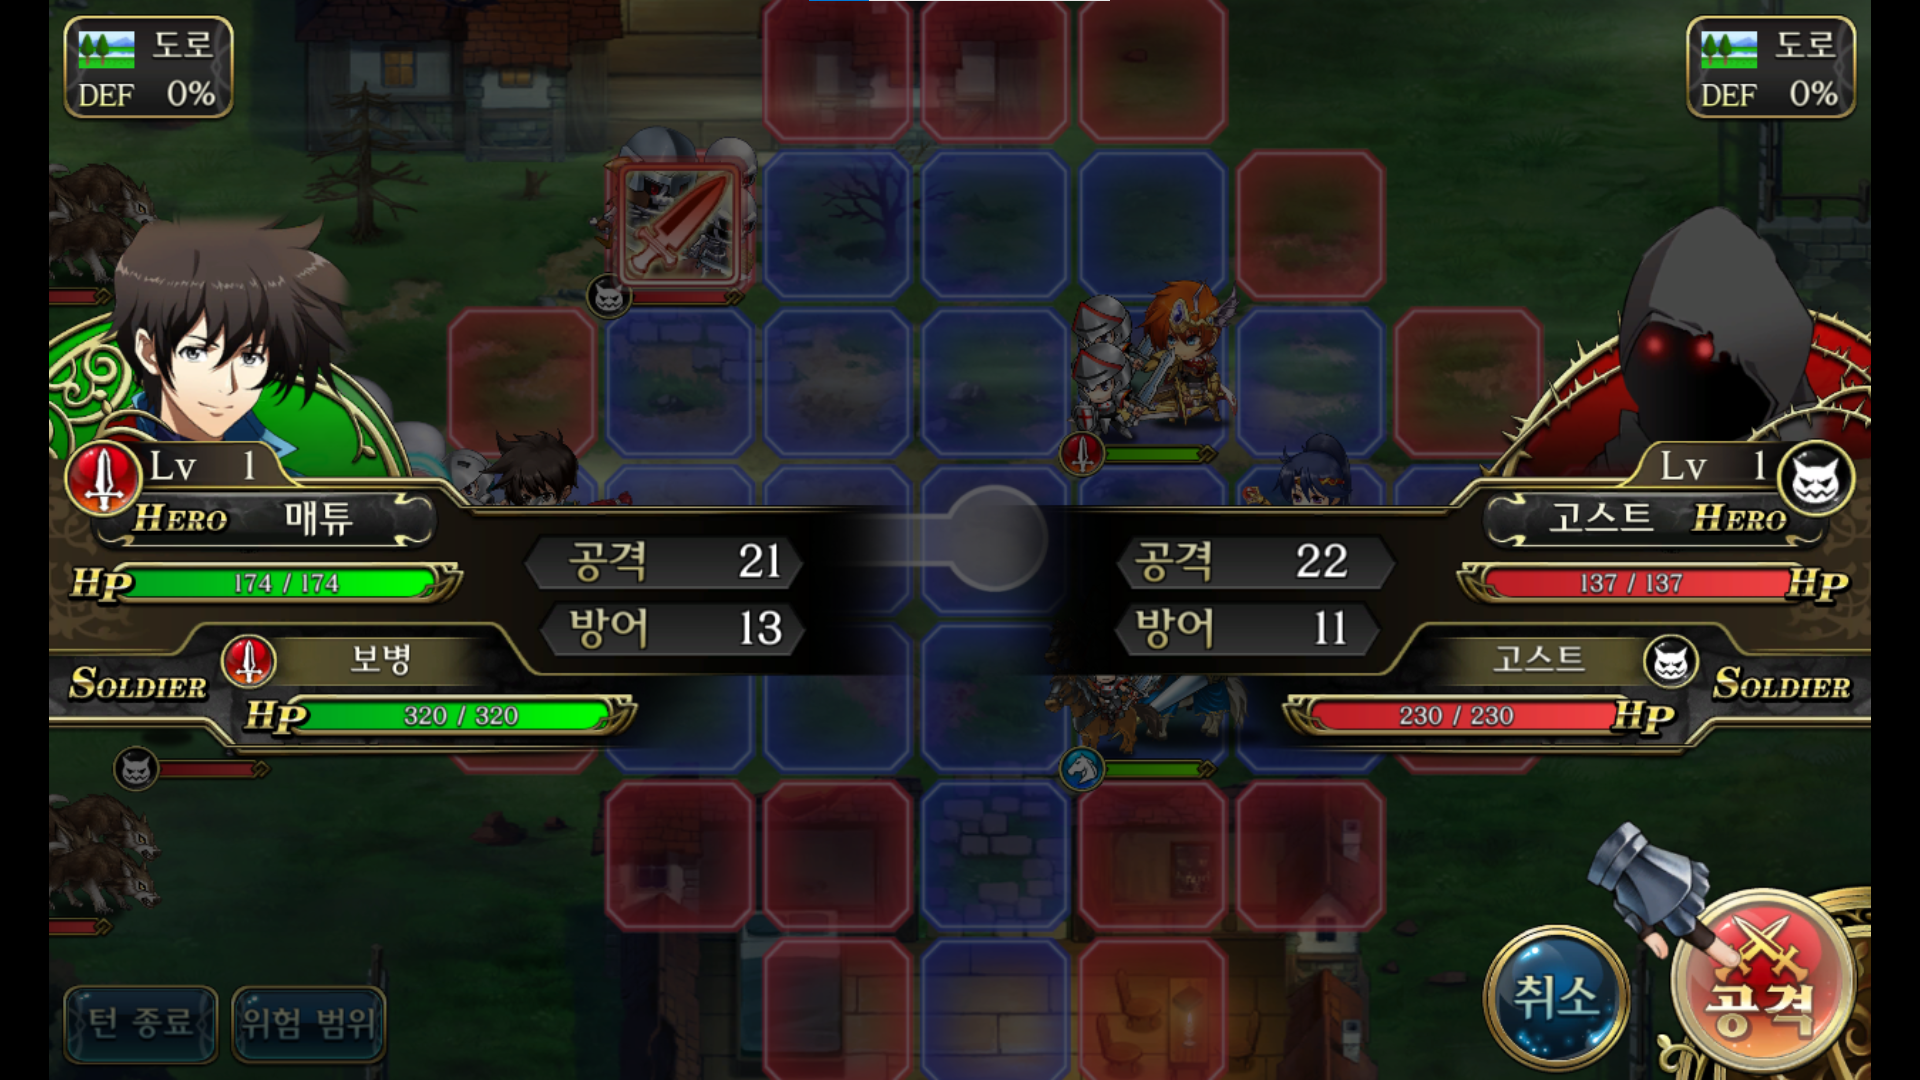 도로
DEF 0%
도로
DEF 0%
Lv 1
HERO 매튜
HP 174 / 174
공격 21
방어 13
SOLDIER 보병
HP 320 / 320
Lv 1
고스트 HERO
137 / 137 HP
공격 22
방어 11
고스트 SOLDIER
230 / 230 HP
턴 종료
위험 범위
취소
공격